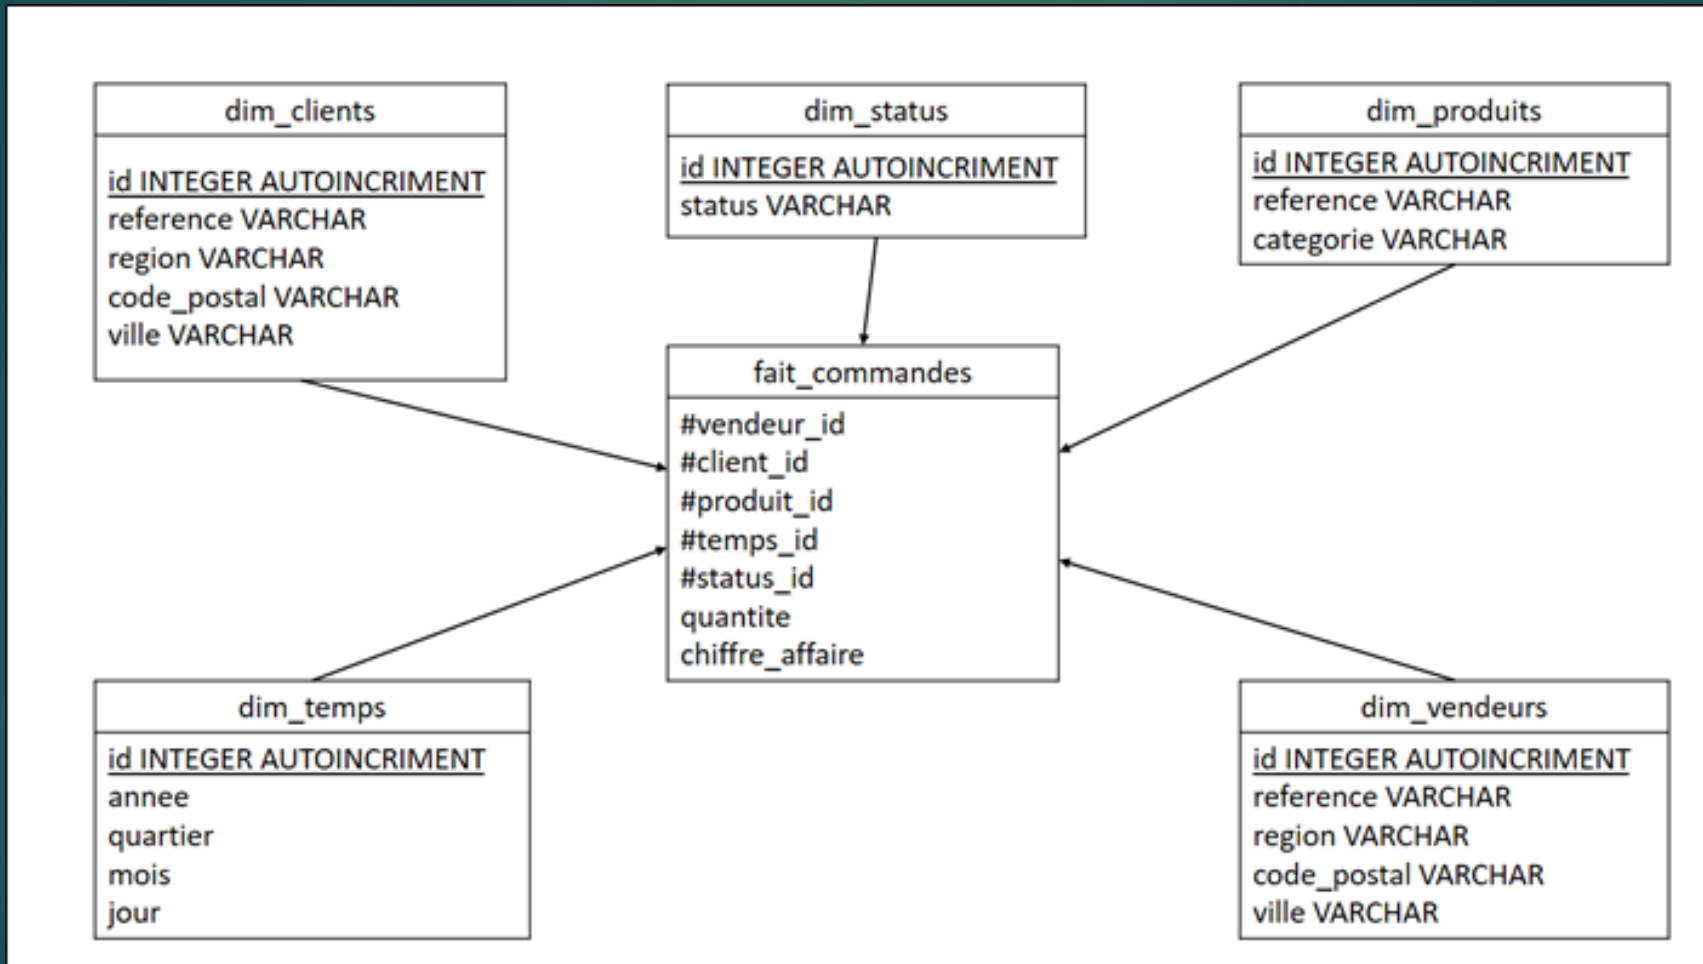 dim_clients
id INTEGER AUTOINCRIMENT
reference VARCHAR
region VARCHAR
code_postal VARCHAR
ville VARCHAR
dim_status
id INTEGER AUTOINCRIMENT
status VARCHAR
dim_produits
id INTEGER AUTOINCRIMENT
reference VARCHAR
categorie VARCHAR
fait_commandes
#vendeur_id
#client_id
#produit_id
#temps_id
#status_id
quantite
chiffre_affaire
dim_temps
id INTEGER AUTOINCRIMENT
annee
quartier
mois
jour
dim_vendeurs
id INTEGER AUTOINCRIMENT
reference VARCHAR
region VARCHAR
code_postal VARCHAR
ville VARCHAR